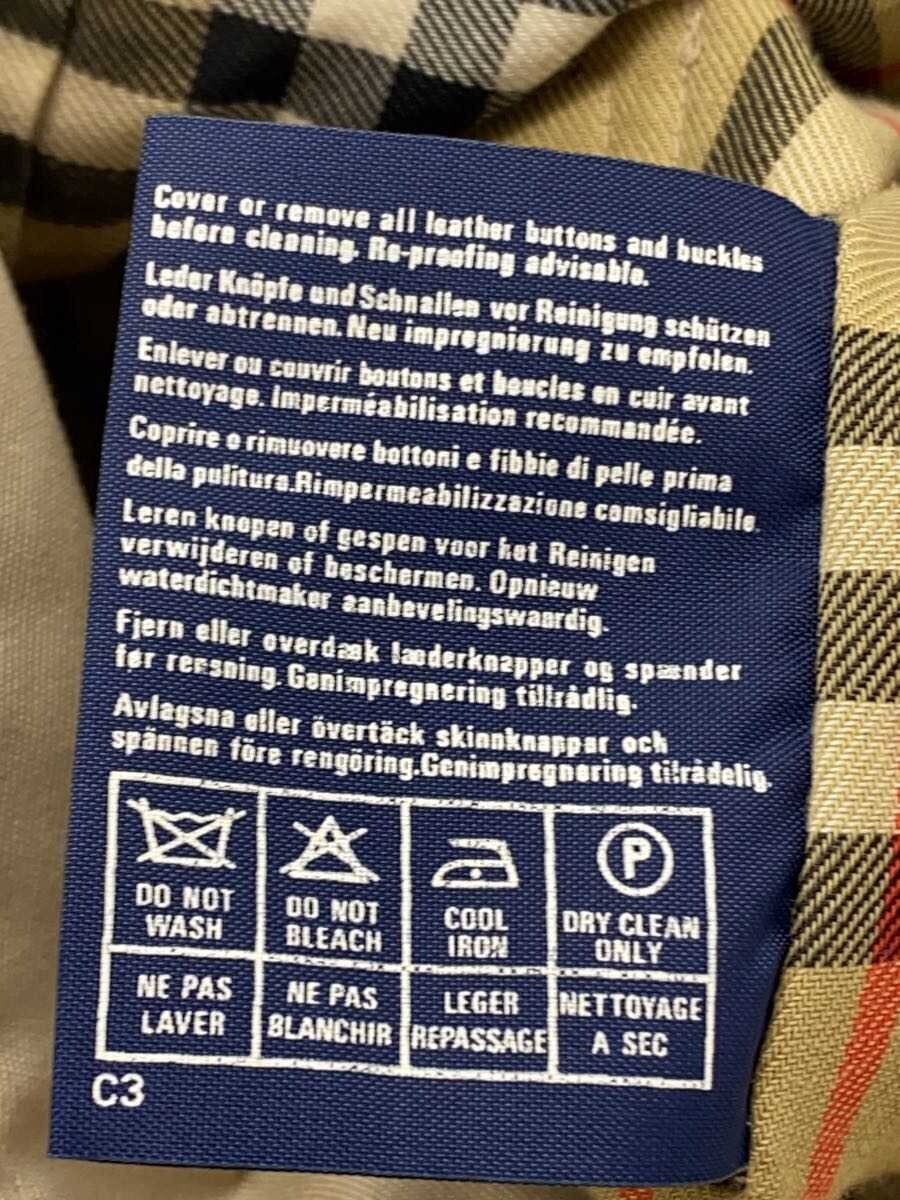 Cover or remove all leather buttons and buckles
before cleaning. Re-proofing advisable.
Leder Knöpfe und Schnallen vor Reinigung schützen
oder abtrennen. Neu impregnierung zu empfolen.
Enlever ou couvrir boutons et boucles en cuir avant
nettoyage. Imperméabilisation recommandée.
Coprire o rimuovere bottoni e fibbie di pelle prima
della pulitura.Rimpermeabilizzazione comsigliabile.
Leren knopen of gespen voor het Reinigen
verwijderen of beschermen. Opnieuw
waterdichtmaker aanbevelingswaardig.
Fjern eller overdæk læderknapper og spænder
før rensning. Genimpregnering tilrådlig.
Avlagsna eller övertäck skinnknappar och
spännen före rengöring.Genimpregnering tilrådelig.
DO NOT
WASH
DO NOT
BLEACH
COOL
IRON
P
DRY CLEAN
ONLY
NE PAS
LAVER
NE PAS
BLANCHIR
LEGER
REPASSAGE
NETTOYAGE
A SEC
C3